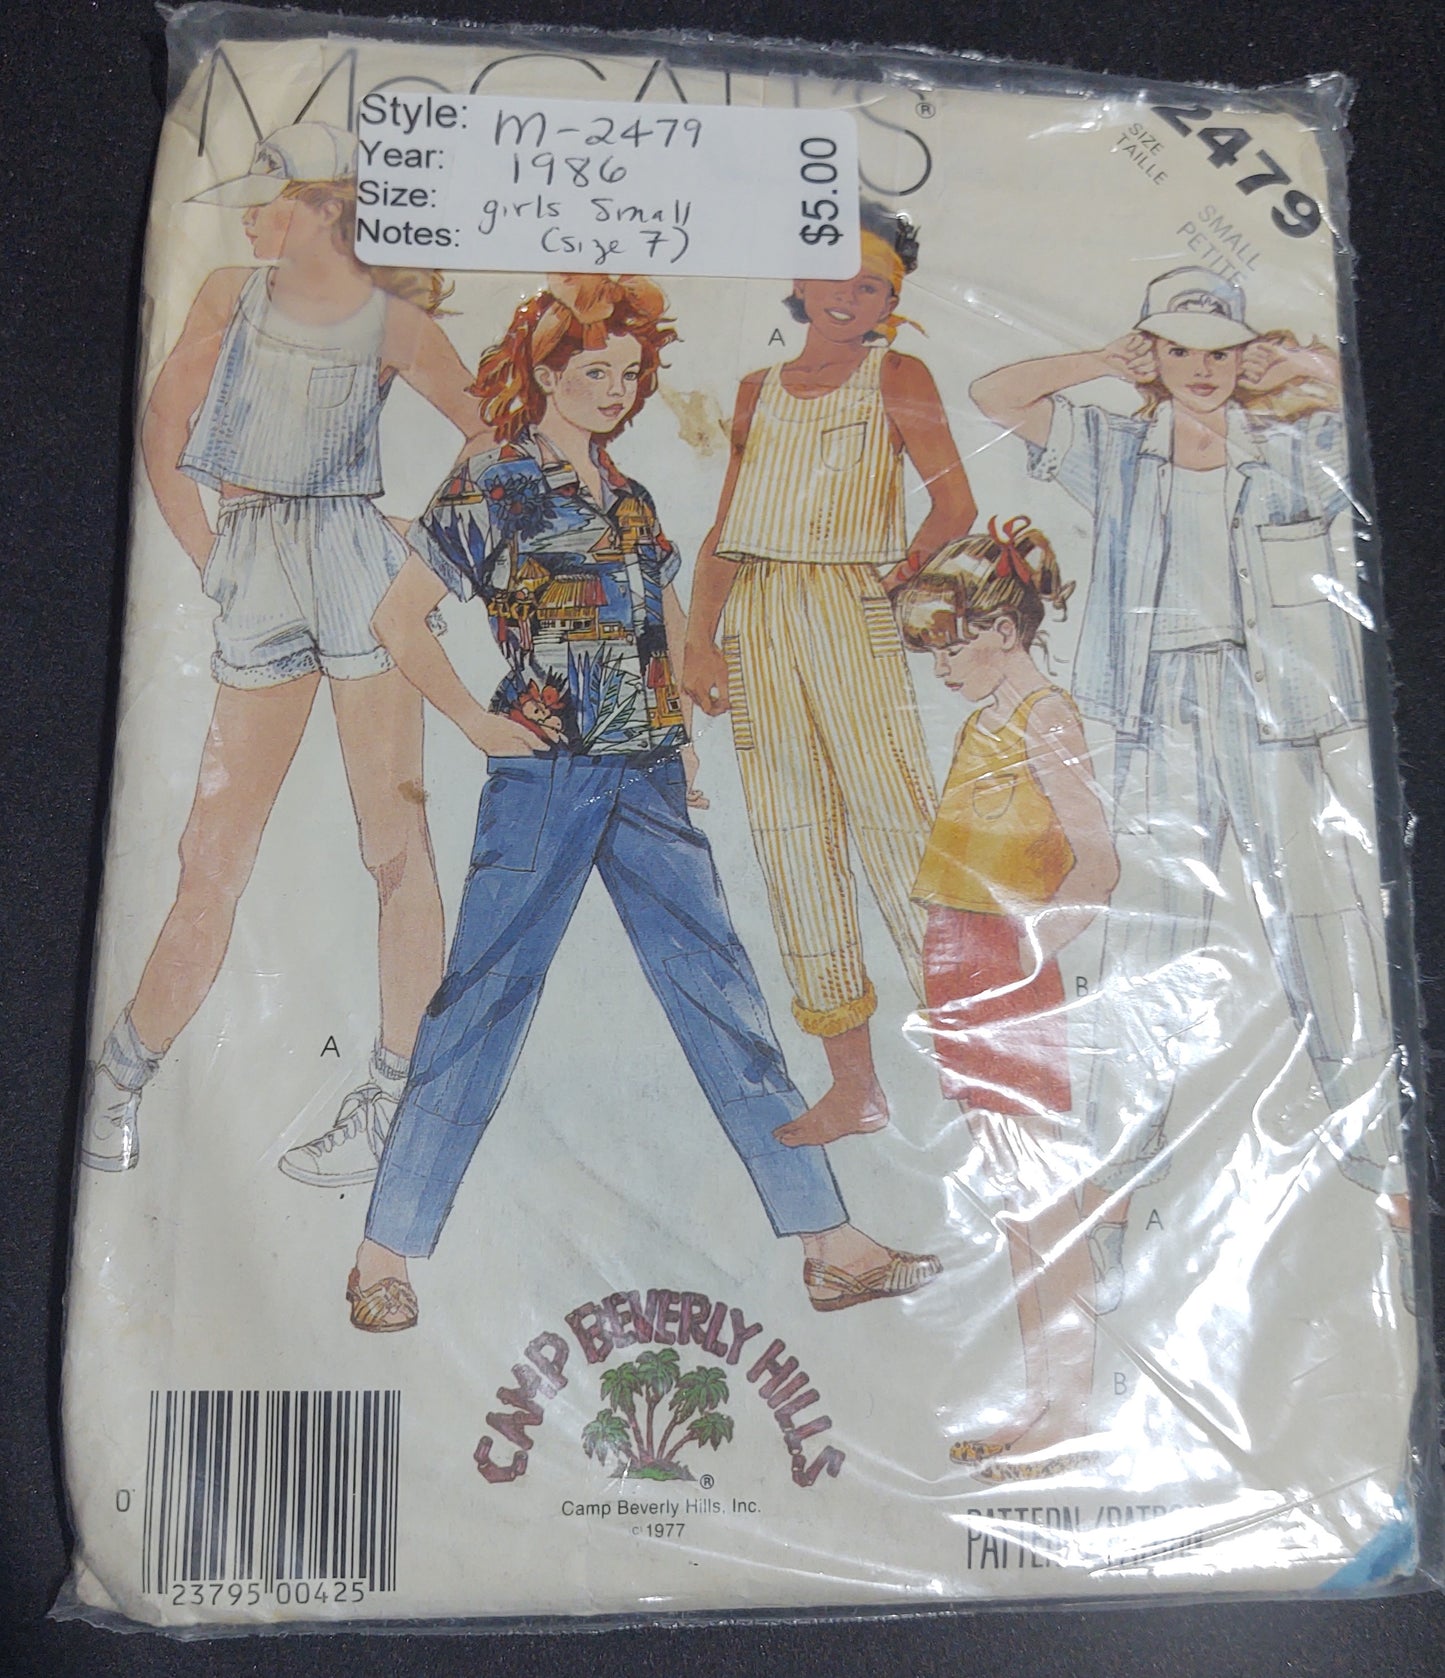 McCALL'S®
Style: M-2479
Year: 1986
Size: girls Small
Notes: (size 7)
$5.00
2479
SIZE
TAILLE
SMALL
PETITE
A
A
B
A
B
CAMP BEVERLY HILLS
®
Camp Beverly Hills, Inc.
c 1977
PATTERN/PATRON
0
23795 00425